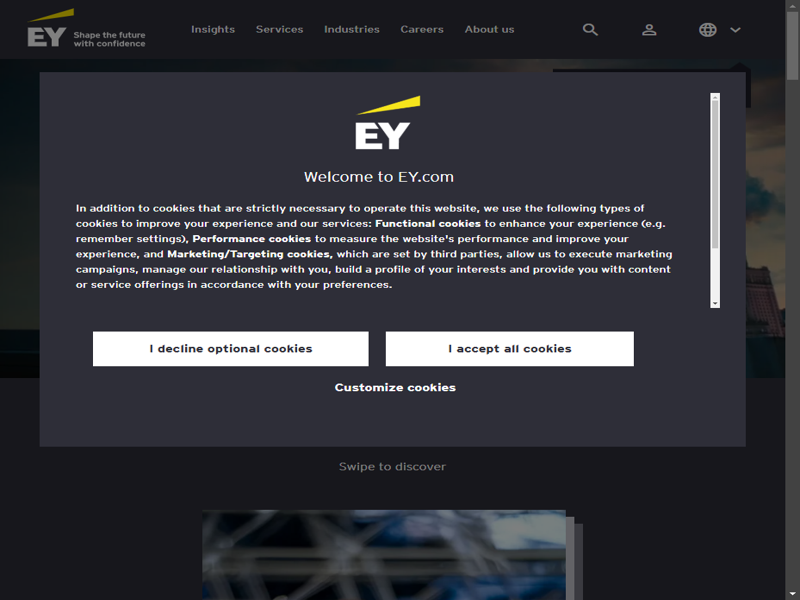 EY
Shape the future
with confidence
Insights
Services
Industries
Careers
About us
EY
Welcome to EY.com
In addition to cookies that are strictly necessary to operate this website, we use the following types of
cookies to improve your experience and our services: Functional cookies to enhance your experience (e.g.
remember settings), Performance cookies to measure the website's performance and improve your
experience, and Marketing/Targeting cookies, which are set by third parties, allow us to execute marketing
campaigns, manage our relationship with you, build a profile of your interests and provide you with content
or service offerings in accordance with your preferences.
I decline optional cookies
I accept all cookies
Customize cookies
Swipe to discover